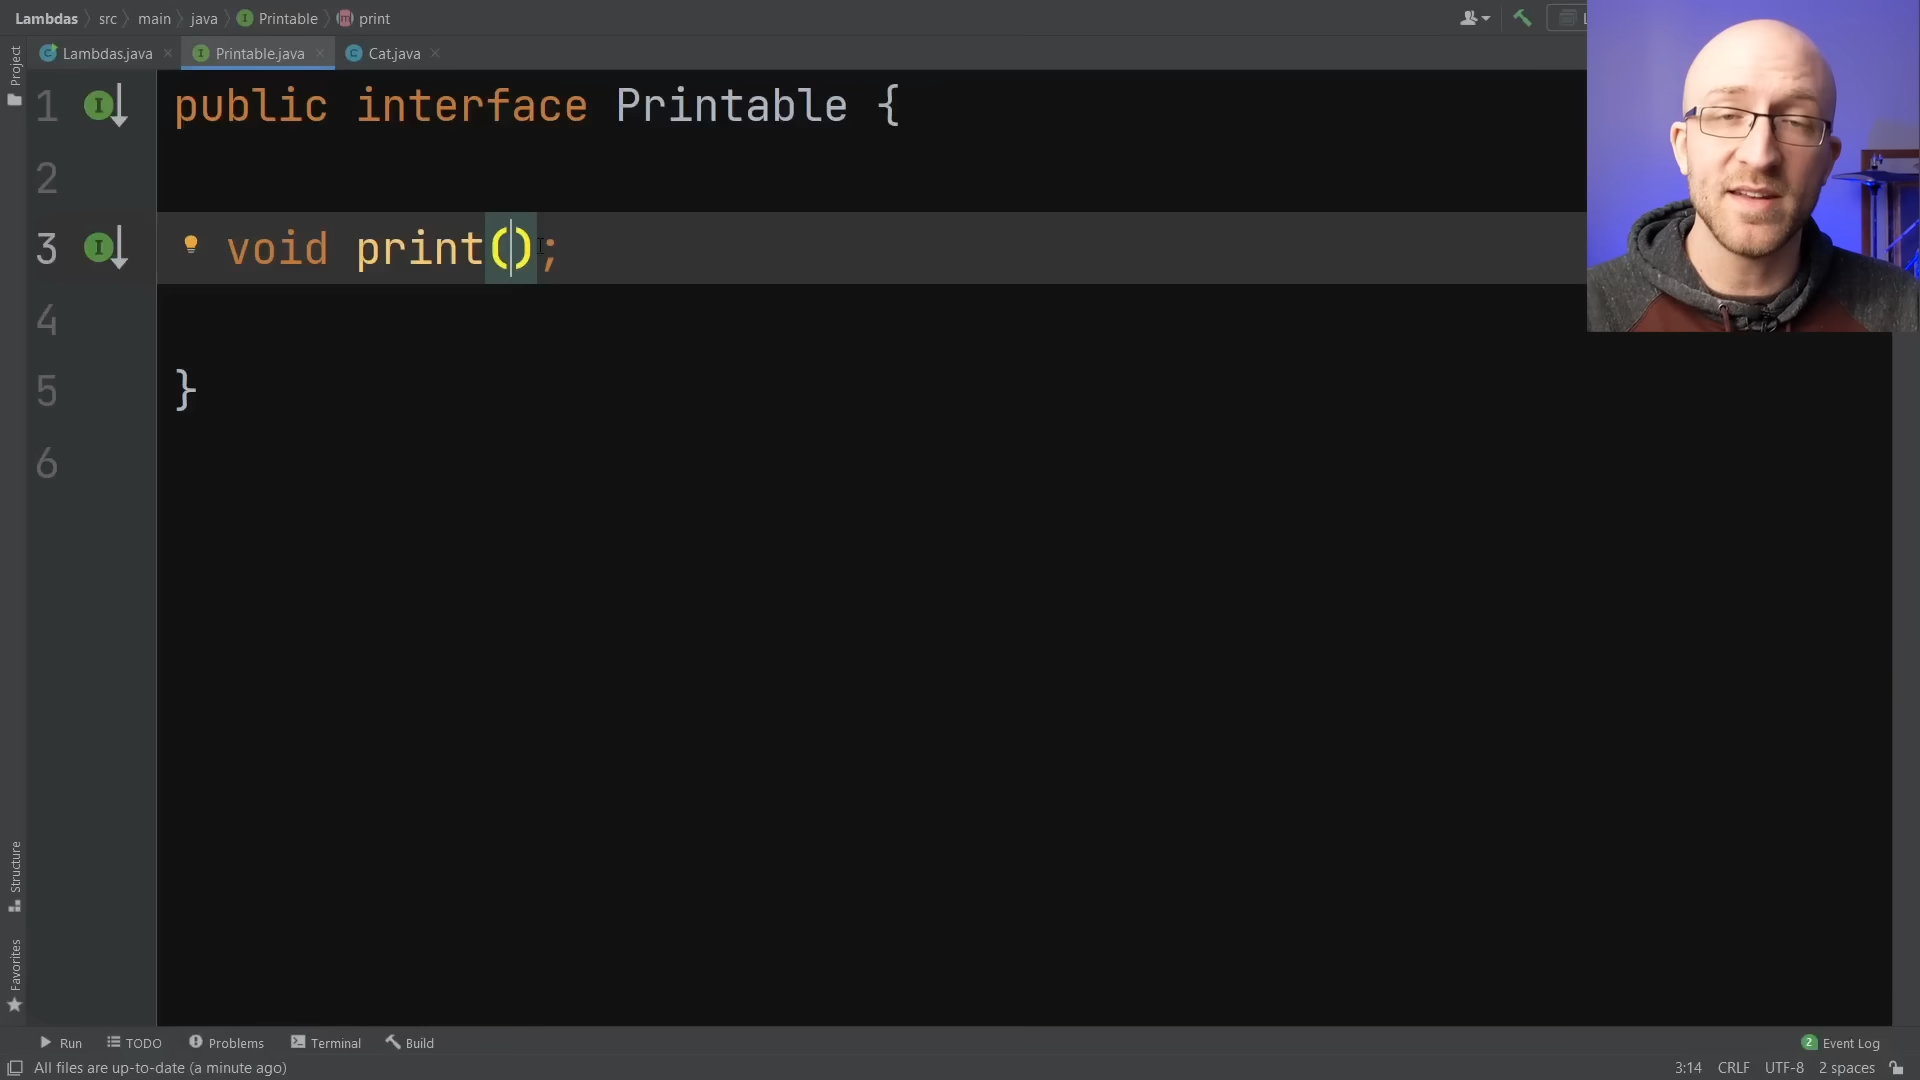 Lambdas src main java Printable print
Lambdas.java Printable.java Cat.java
Project
1 public interface Printable {
2
3 void print();
4
5 }
6
Structure
Favorites
Run TODO Problems Terminal Build 2 Event Log
All files are up-to-date (a minute ago) 3:14 CRLF UTF-8 2 spaces